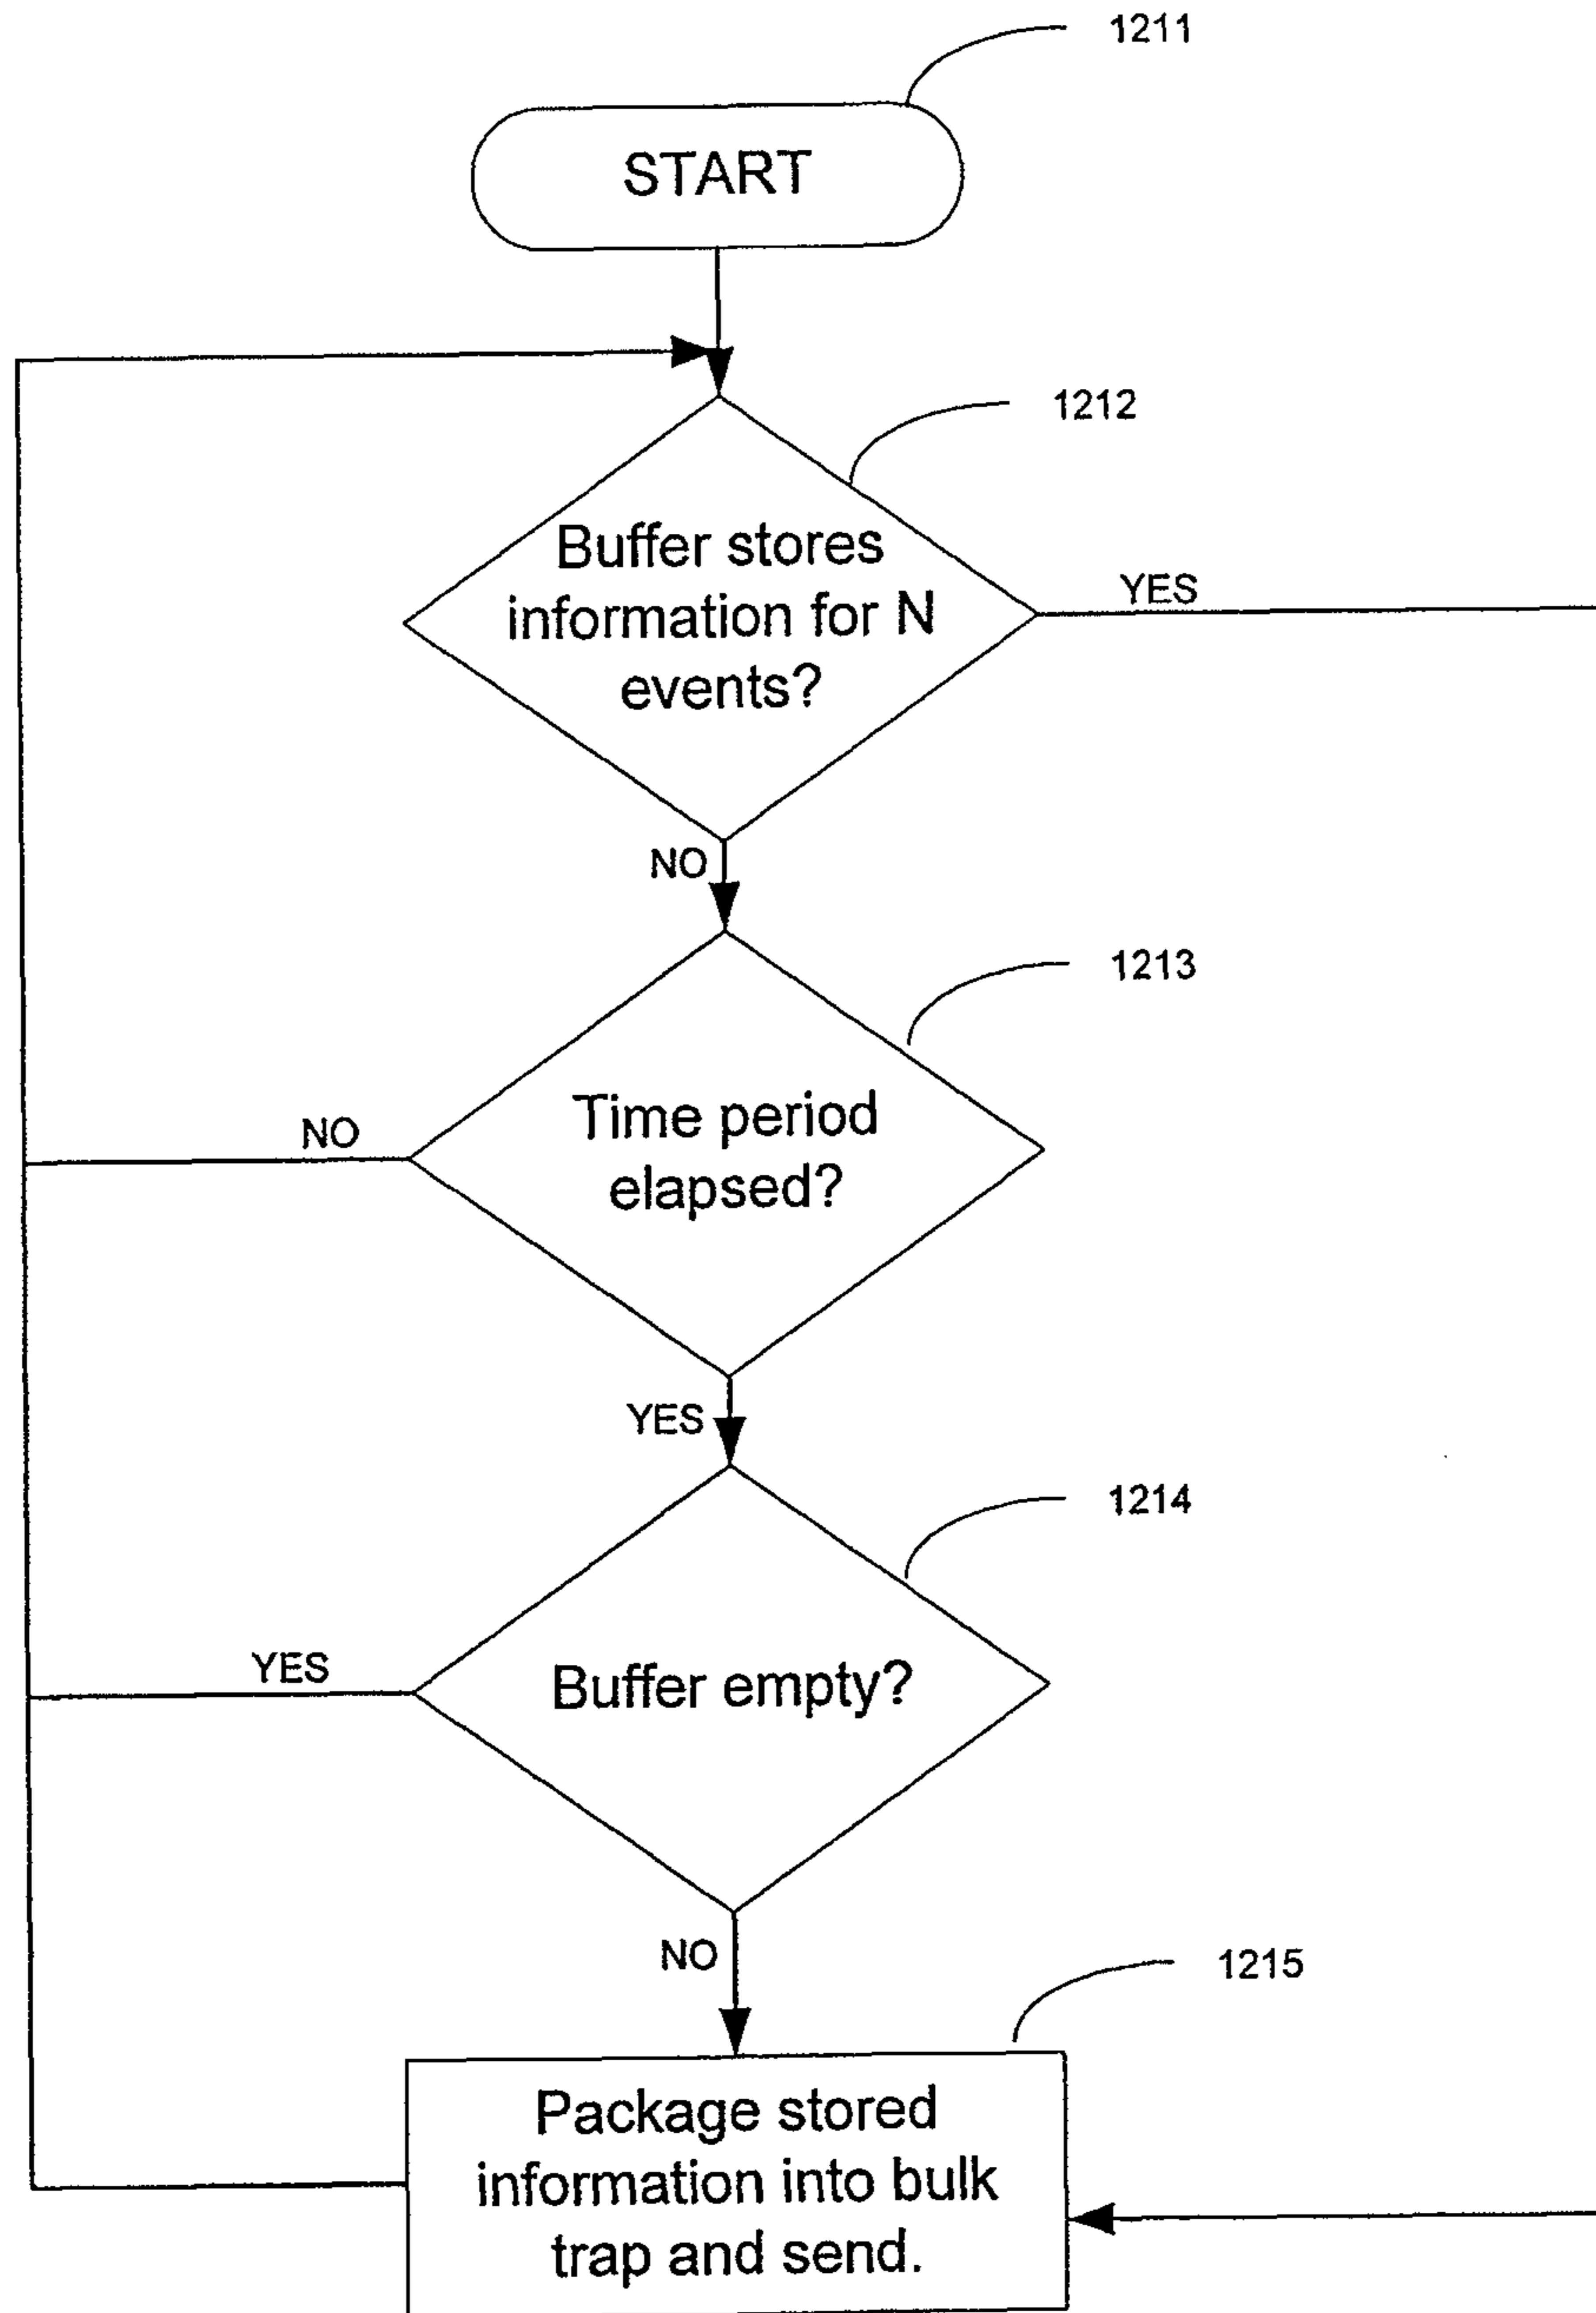 1211
START
1212
Buffer stores
information for N
events?
YES
NO
1213
Time period
elapsed?
NO
YES
1214
Buffer empty?
YES
NO
1215
Package stored
information into bulk
trap and send.